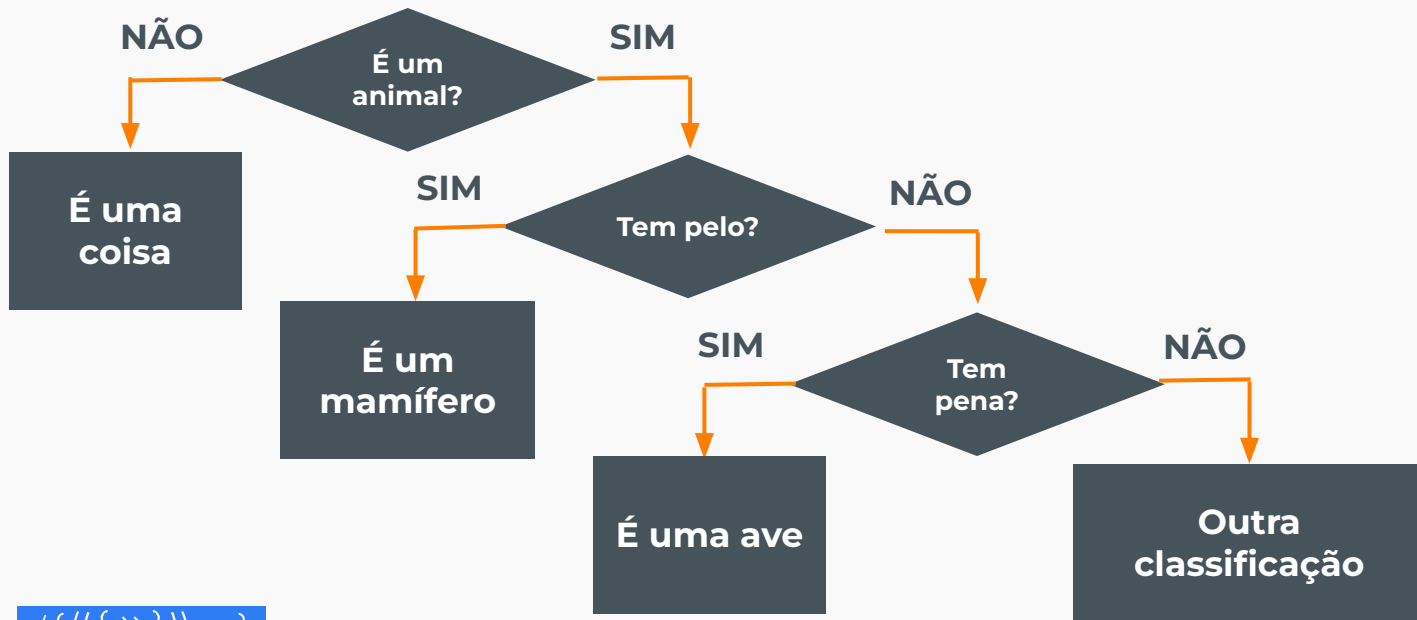 NÃO
SIM
É um
animal?
É uma
coisa
SIM
Tem pelo?
NÃO
É um
mamífero
SIM
Tem
pena?
NÃO
É uma ave
Outra
classificação